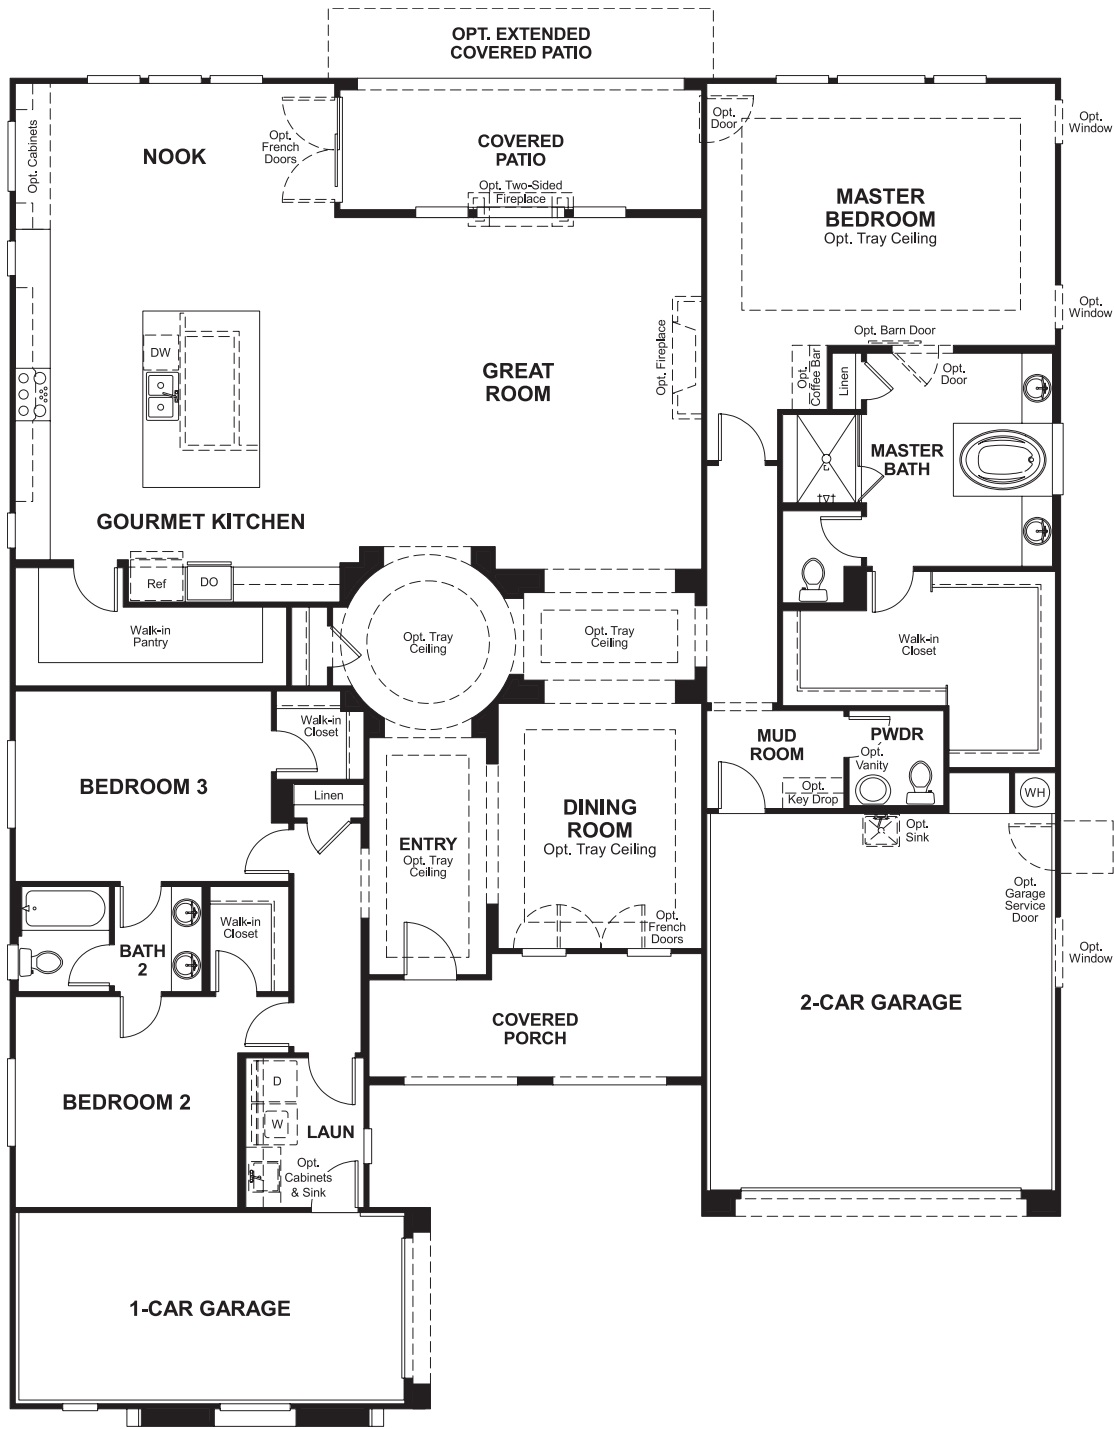 OPT. EXTENDED
COVERED PATIO
Opt. Cabinets
NOOK
Opt.
French
Doors
COVERED
PATIO
Opt. Two-Sided
Fireplace
Opt.
Door
Opt.
Window
MASTER
BEDROOM
Opt. Tray Ceiling
Opt.
Window
Opt. Barn Door
DW
GREAT
ROOM
Opt. Fireplace
Opt.
Coffee Bar
Linen
Opt.
Door
MASTER
BATH
GOURMET KITCHEN
Ref
DO
Walk-in
Pantry
Opt. Tray
Ceiling
Opt. Tray
Ceiling
Walk-in
Closet
Walk-in
Closet
MUD
ROOM
PWDR
Opt.
Vanity
Opt.
Key Drop
WH
BEDROOM 3
Linen
DINING
ROOM
Opt. Tray Ceiling
ENTRY
Opt. Tray
Ceiling
Opt.
Sink
Opt.
Garage
Service
Door
Walk-in
Closet
Opt.
French
Doors
BATH
2
Opt.
Window
2-CAR GARAGE
COVERED
PORCH
BEDROOM 2
D
W
LAUN
Opt.
Cabinets
& Sink
1-CAR GARAGE